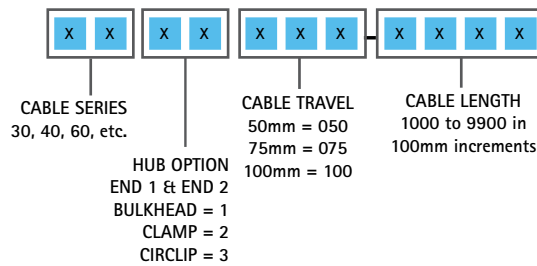 X X X X X X X - X X X X
CABLE SERIES
30, 40, 60, etc.
HUB OPTION
END 1 & END 2
BULKHEAD = 1
CLAMP = 2
CIRCLIP = 3
CABLE TRAVEL
50mm = 050
75mm = 075
100mm = 100
CABLE LENGTH
1000 to 9900 in
100mm increments